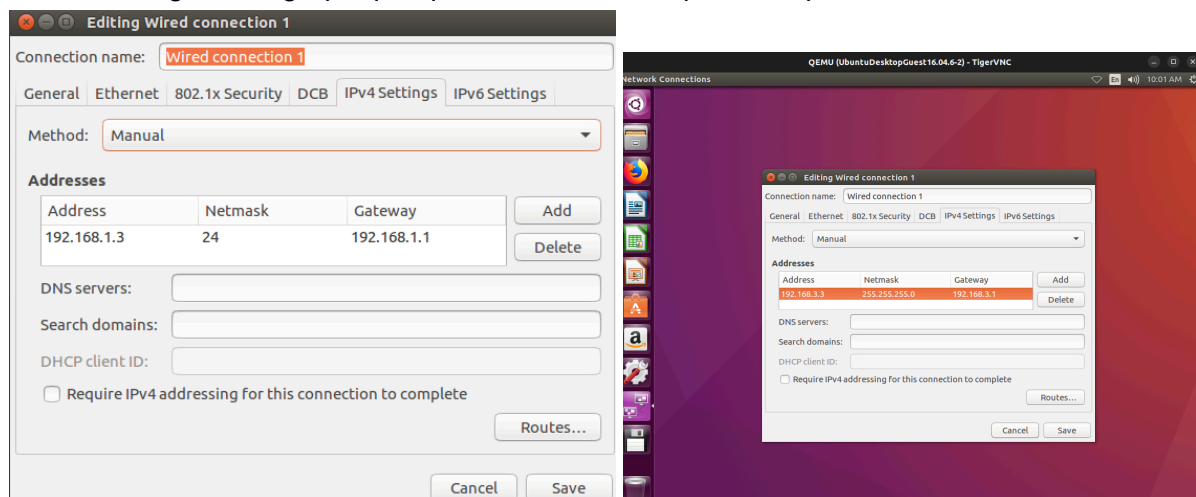 Editing Wired connection 1
Connection name: Wired connection 1
General Ethernet 802.1x Security DCB IPv4 Settings IPv6 Settings
Method: Manual
Addresses
Address Netmask Gateway Add
192.168.1.3 24 192.168.1.1
Delete
DNS servers:
Search domains:
DHCP client ID:
Require IPv4 addressing for this connection to complete
Routes...
Cancel Save
QEMU (UbuntuDesktopGuest16.04.6-2) - TigerVNC
Network Connections En 10:01 AM
Editing Wired connection 1
Connection name: Wired connection 1
General Ethernet 802.1x Security DCB IPv4 Settings IPv6 Settings
Method: Manual
Addresses
Address Netmask Gateway Add
192.168.3.3 255.255.255.0 192.168.3.1
Delete
DNS servers:
Search domains:
DHCP client ID:
Require IPv4 addressing for this connection to complete
Routes...
Cancel Save